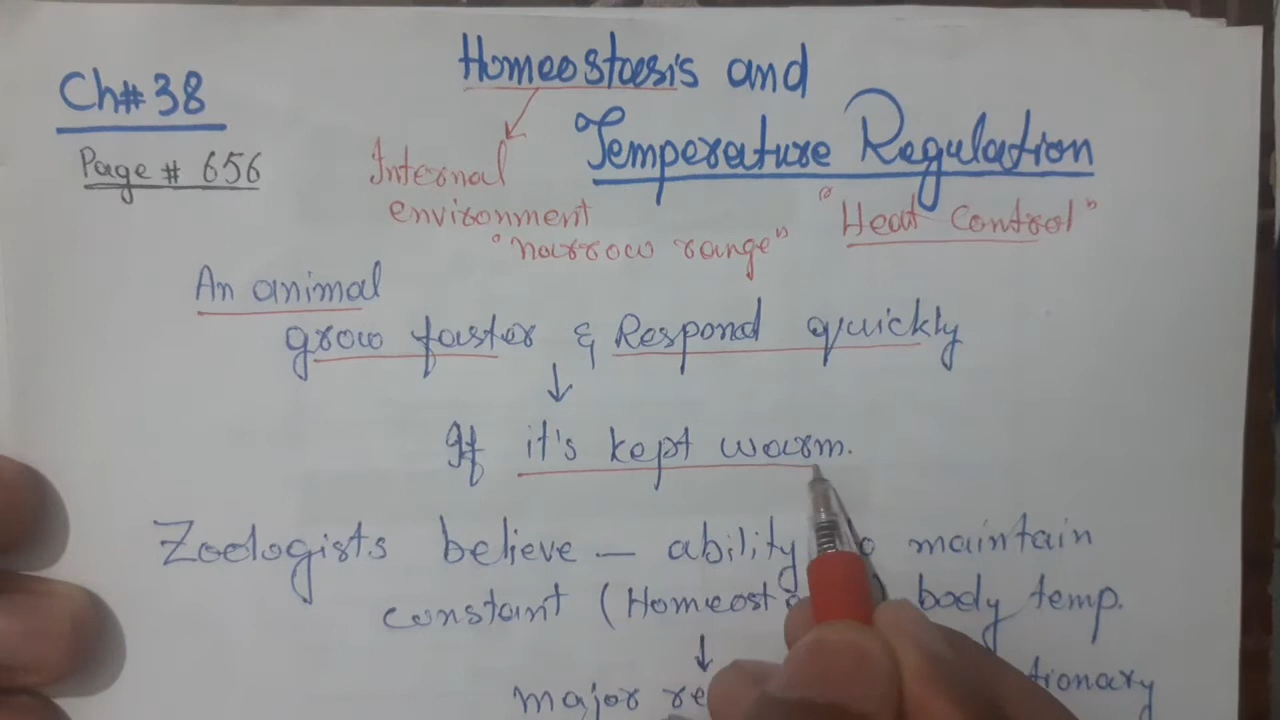 Ch# 38
Page # 656
Homeostasis and
Temperature Regulation
Internal
environment
"narrow range"
"Heat Control"
An animal
grow faster & Respond quickly
↓
If it's kept warm.
Zoologists believe - ability to maintain
constant (Homeost body temp.
↓
major re tionary